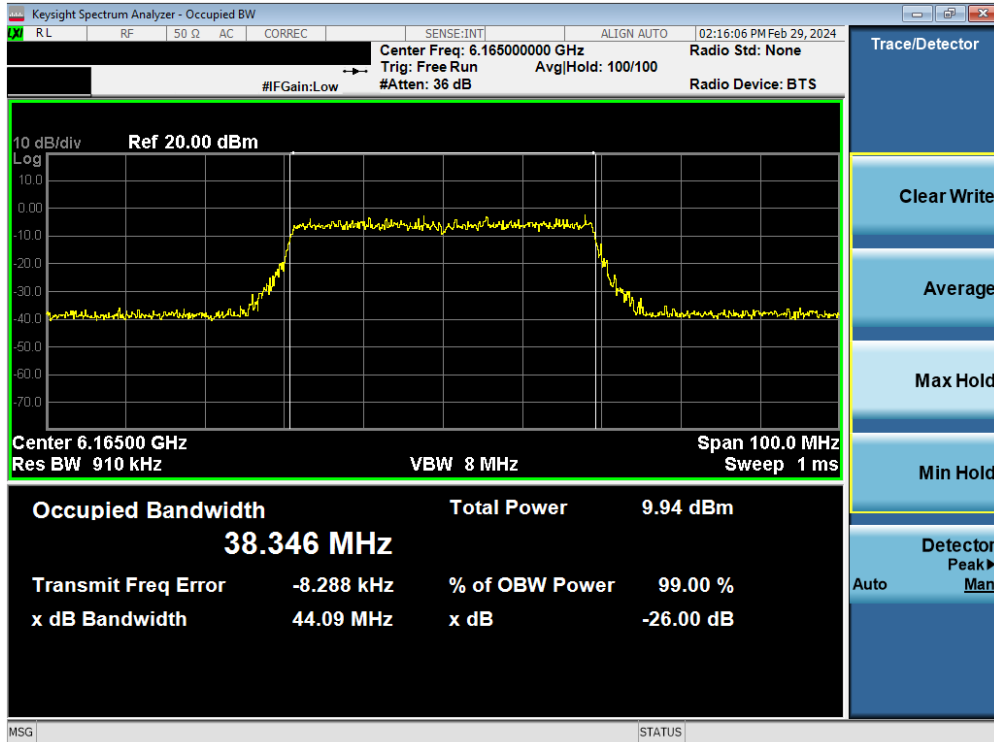 Keysight Spectrum Analyzer - Occupied BW
LXI RL RF 50 Ω AC CORREC SENSE:INT ALIGN AUTO 02:16:06 PM Feb 29, 2024
Center Freq: 6.165000000 GHz Radio Std: None
Trig: Free Run Avg|Hold: 100/100
#IFGain:Low #Atten: 36 dB Radio Device: BTS
10 dB/div Ref 20.00 dBm
Log
10.0
0.00
-10.0
-20.0
-30.0
-40.0
-50.0
-60.0
-70.0
Center 6.16500 GHz Span 100.0 MHz
Res BW 910 kHz VBW 8 MHz Sweep 1 ms
Occupied Bandwidth Total Power 9.94 dBm
38.346 MHz
Transmit Freq Error -8.288 kHz % of OBW Power 99.00 %
x dB Bandwidth 44.09 MHz x dB -26.00 dB
MSG STATUS
Trace/Detector
Clear Write
Average
Max Hold
Min Hold
Detector
Peak▶
Auto Man